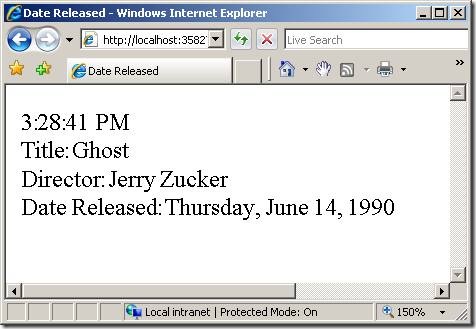 Date Released - Windows Internet Explorer
http://localhost:3582
Live Search
Date Released
3:28:41 PM
Title: Ghost
Director: Jerry Zucker
Date Released: Thursday, June 14, 1990
Local intranet | Protected Mode: On
150%